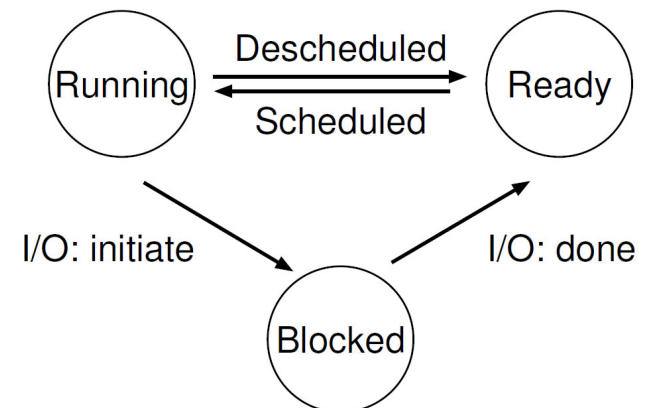 Descheduled
Running
Ready
Scheduled
I/O: initiate
I/O: done
Blocked